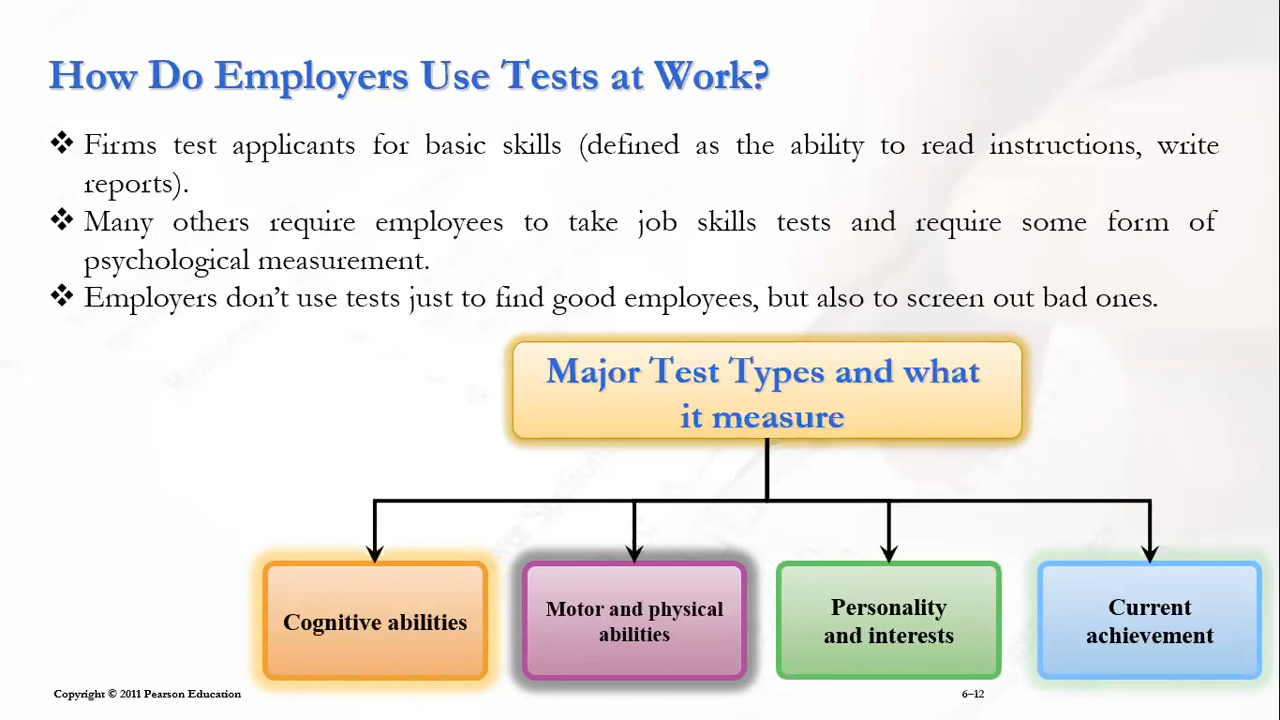 How Do Employers Use Tests at Work?
❖ Firms test applicants for basic skills (defined as the ability to read instructions, write
reports).
❖ Many others require employees to take job skills tests and require some form of
psychological measurement.
❖ Employers don't use tests just to find good employees, but also to screen out bad ones.
Major Test Types and what
it measure
Cognitive abilities
Motor and physical
abilities
Personality
and interests
Current
achievement
Copyright © 2011 Pearson Education
6–12